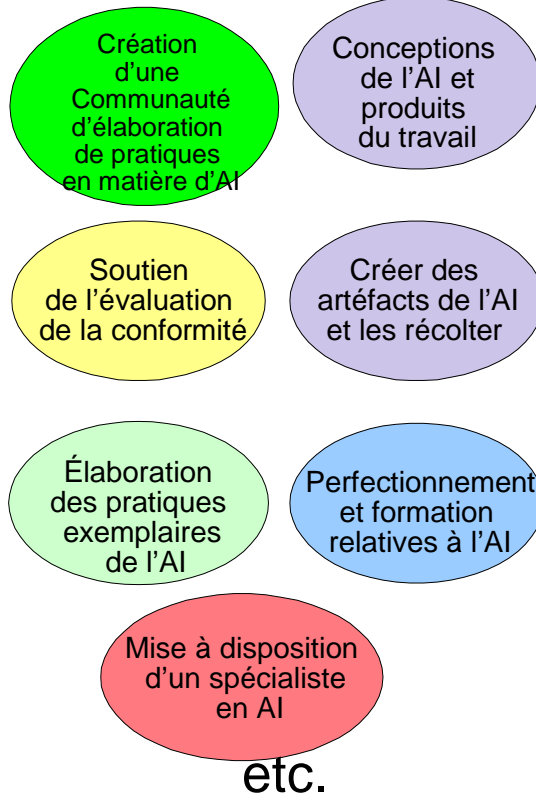 Création
d'une
Communauté
d'élaboration
de pratiques
en matière d'AI
Conceptions
de l'AI et
produits
du travail
Soutien
de l'évaluation
de la conformité
Créer des
artéfacts de l'AI
et les récolter
Élaboration
des pratiques
exemplaires
de l'AI
Perfectionnement
et formation
relatives à l'AI
Mise à disposition
d'un spécialiste
en AI
etc.